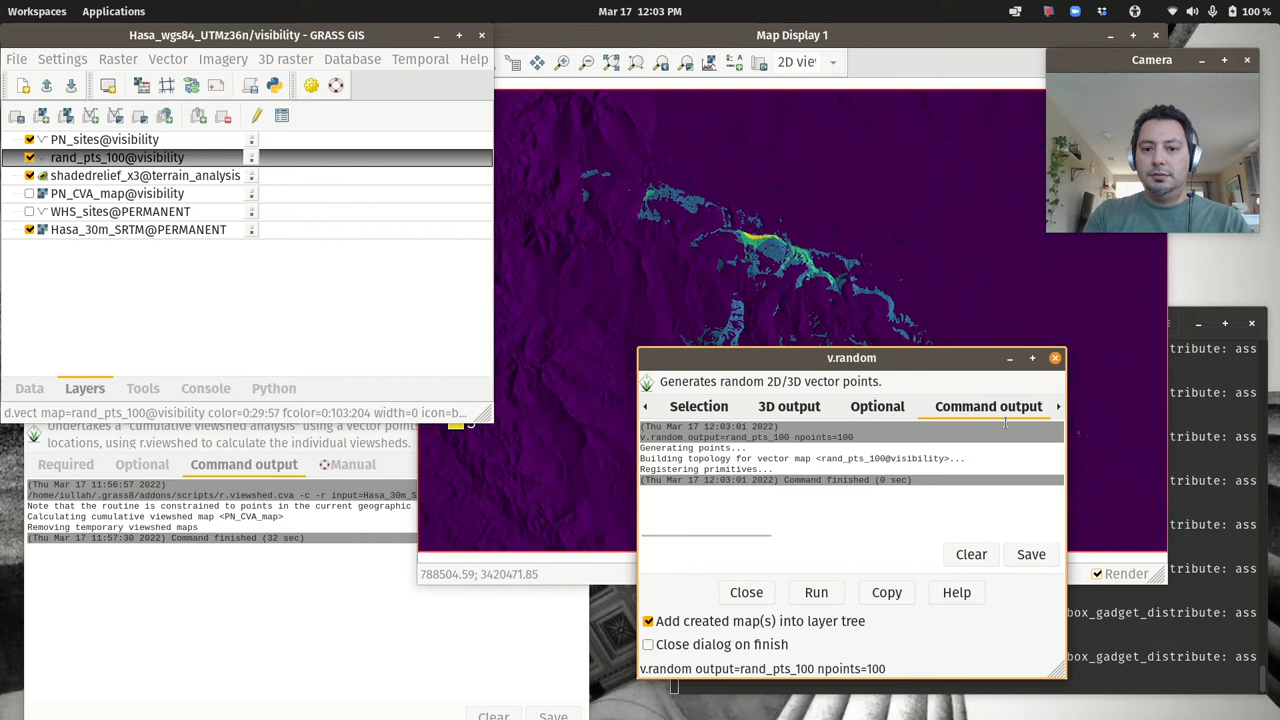 Workspaces Applications Mar 17 12:03 PM 100 %
Hasa_wgs84_UTMz36n/visibility - GRASS GIS
File Settings Raster Vector Imagery 3D raster Database Temporal Help
PN_sites@visibility
rand_pts_100@visibility
shadedrelief_x3@terrain_analysis
PN_CVA_map@visibility
WHS_sites@PERMANENT
Hasa_30m_SRTM@PERMANENT
Data Layers Tools Console Python
d.vect map=rand_pts_100@visibility color=0:29:57 fcolor=0:103:204 width=0 icon=b...
Map Display 1
2D view
788504.59; 3420471.85
Render
Camera
Undertakes a "cumulative viewshed analysis" using a vector poin
locations, using r.viewshed to calculate the individual viewsheds.
Required Optional Command output Manual
(Thu Mar 17 11:56:57 2022)
/home/iullah/.grass8/addons/scripts/r.viewshed.cva -c -r input=Hasa_30m_S
Note that the routine is constrained to points in the current geographic
Calculating cumulative viewshed map <PN_CVA_map>
Removing temporary viewshed maps
(Thu Mar 17 11:57:30 2022) Command finished (32 sec)
Clear Save
v.random
Generates random 2D/3D vector points.
Selection 3D output Optional Command output
(Thu Mar 17 12:03:01 2022)
v.random output=rand_pts_100 npoints=100
Generating points...
Building topology for vector map <rand_pts_100@visibility>...
Registering primitives...
(Thu Mar 17 12:03:01 2022) Command finished (0 sec)
Clear Save
Close Run Copy Help
Add created map(s) into layer tree
Close dialog on finish
v.random output=rand_pts_100 npoints=100
tribute: ass
tribute: ass
tribute: ass
tribute: ass
tribute: ass
tribute: ass
box_gadget_distribute: ass
box_gadget_distribute: ass